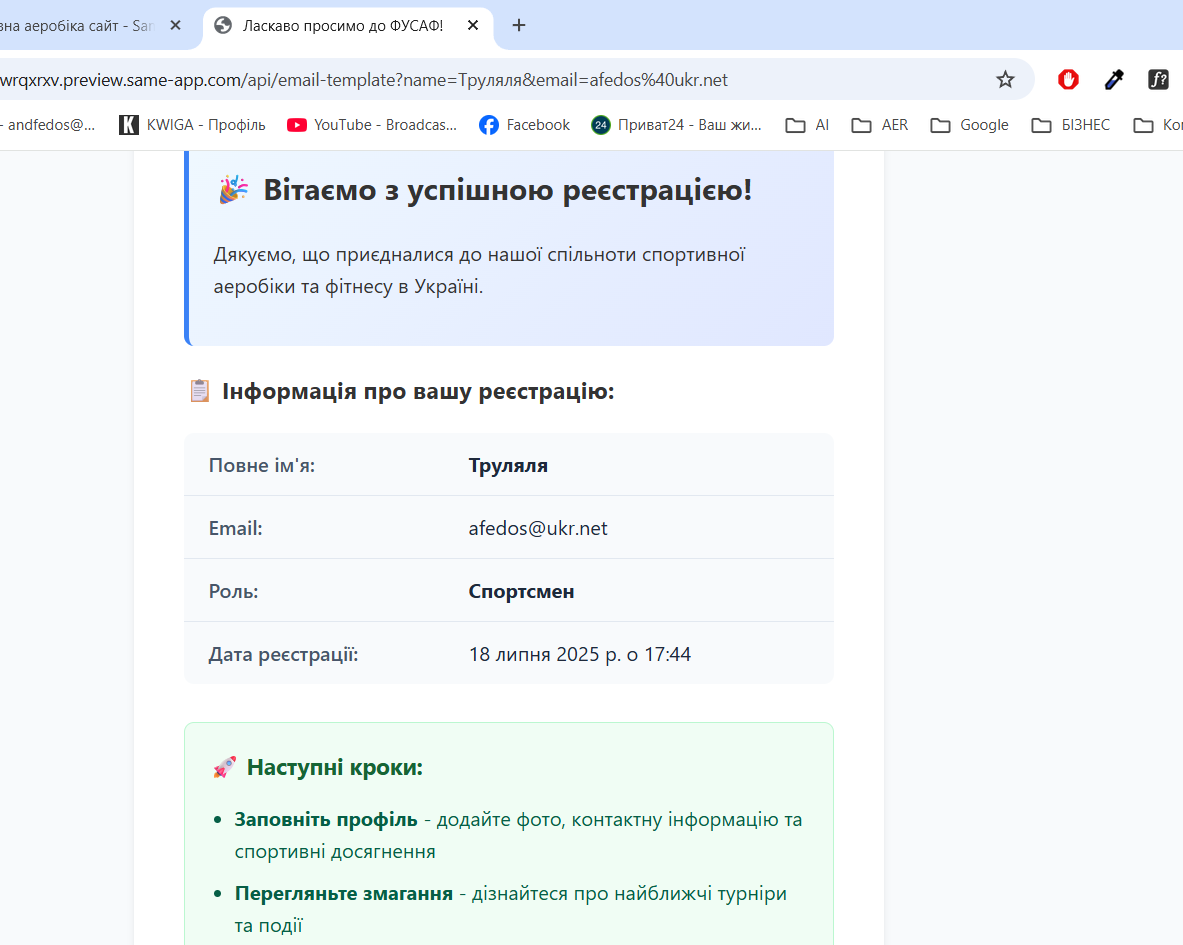 вна аеробіка сайт - Sam
Ласкаво просимо до ФУСАФ!
wrqxrxv.preview.same-app.com/api/email-template?name=Труляля&email=afedos%40ukr.net
f?
- andfedos@...
KWIGA - Профіль
YouTube - Broadcas...
Facebook
24
Приват24 - Ваш жи...
AI
AER
Google
БІЗНЕС
Кон
🎉 Вітаємо з успішною реєстрацією!
Дякуємо, що приєдналися до нашої спільноти спортивної
аеробіки та фітнесу в Україні.
📋 Інформація про вашу реєстрацію:
Повне ім'я: Труляля
Email: afedos@ukr.net
Роль: Спортсмен
Дата реєстрації: 18 липня 2025 р. о 17:44
🚀 Наступні кроки:
• Заповніть профіль - додайте фото, контактну інформацію та
спортивні досягнення
• Перегляньте змагання - дізнайтеся про найближчі турніри
та події